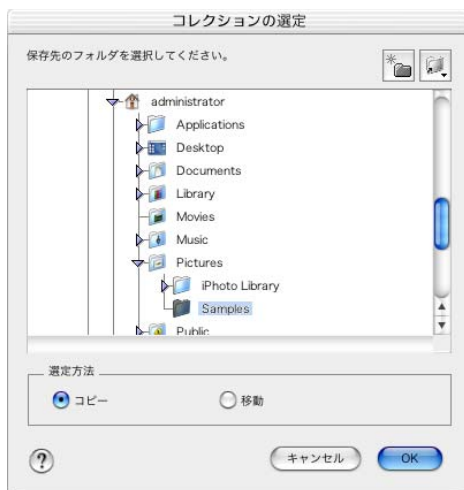 コレクションの選定
保存先のフォルダを選択してください。
administrator
Applications
Desktop
Documents
Library
Movies
Music
Pictures
iPhoto Library
Samples
Public
選定方法
コピー
移動
?
キャンセル
OK